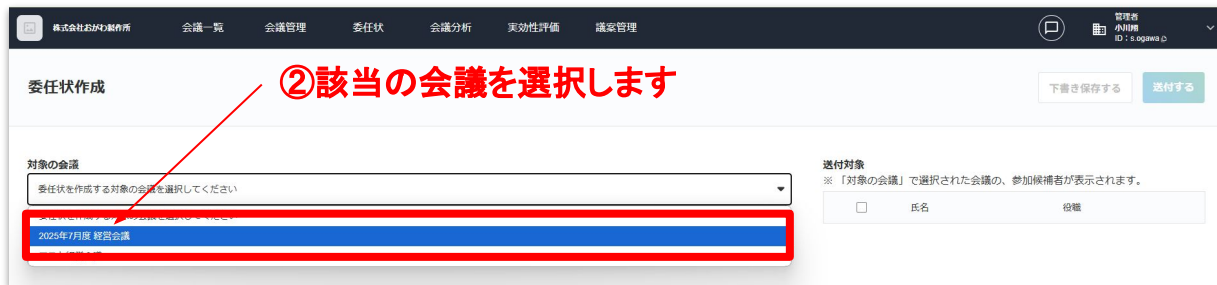 株式会社おがわ製作所 会議一覧 会議管理 委任状 会議分析 実効性評価 議案管理
管理者
小川翔
ID:s.ogawa
委任状作成
②該当の会議を選択します
下書き保存する 送付する
対象の会議
委任状を作成する対象の会議を選択してください
2025年7月度 経営会議
送付対象
※「対象の会議」で選択された会議の、参加候補者が表示されます。
氏名 役職